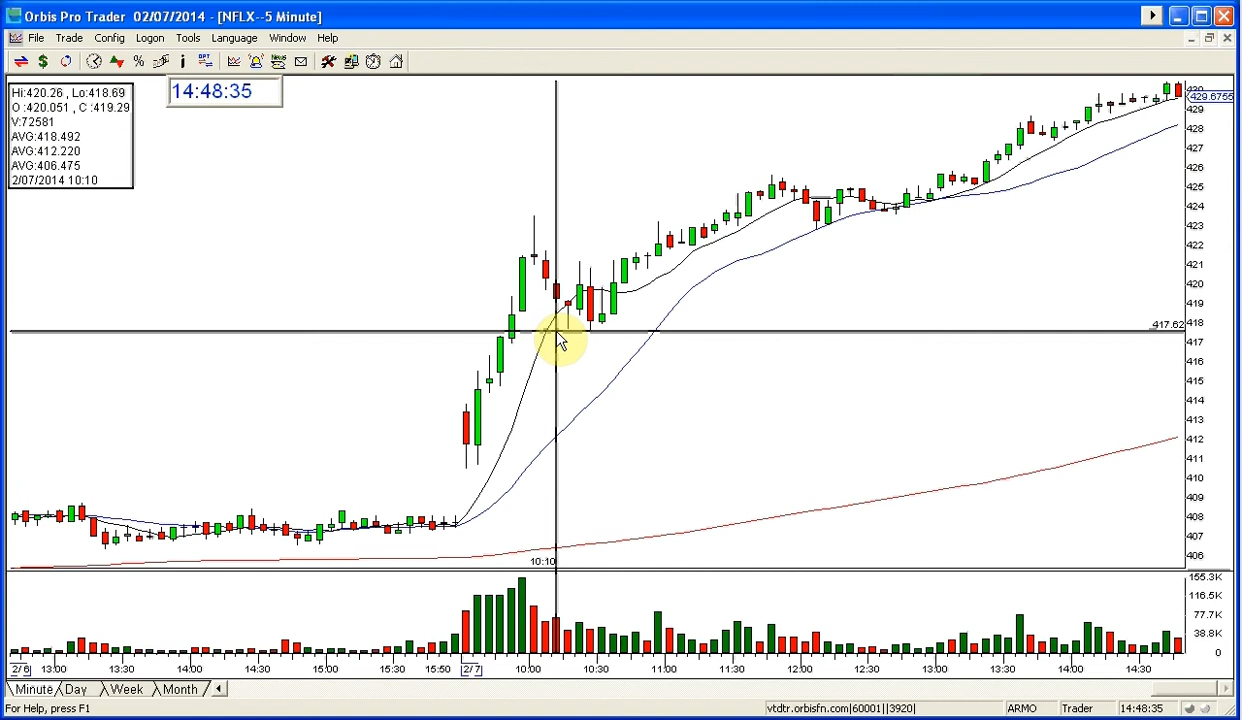 Orbis Pro Trader 02/07/2014 - [NFLX--5 Minute]
File Trade Config Logon Tools Language Window Help
Hi:420.26 , Lo:418.69
O :420.051 , C :419.29
V:72581
AVG:418.492
AVG:412.220
AVG:406.475
2/07/2014 10:10
14:48:35
429.6755
429
428
427
426
425
424
423
422
421
420
419
418
417.62
417
416
415
414
413
412
411
410
409
408
407
406
10:10
155.3K
116.5K
77.7K
38.8K
0
2/6 13:00 13:30 14:00 14:30 15:00 15:30 15:50 2/7 10:00 10:30 11:00 11:30 12:00 12:30 13:00 13:30 14:00 14:30
Minute Day Week Month
For Help, press F1 vtdtr.orbisfn.com|60001||3920| ARMO Trader 14:48:35